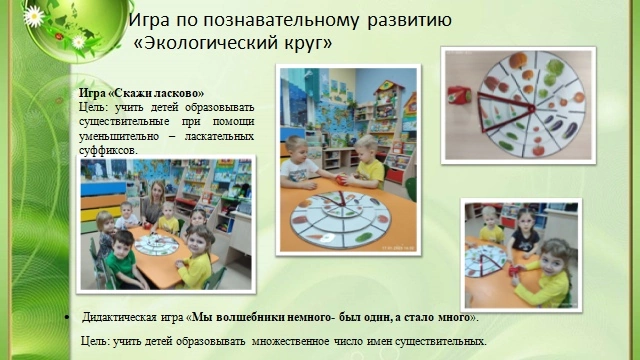 Игра по познавательному развитию
«Экологический круг»
Игра «Скажи ласково»
Цель: учить детей образовывать
существительные при помощи
уменьшительно – ласкательных
суффиксов.
• Дидактическая игра «Мы волшебники немного- был один, а стало много».
Цель: учить детей образовывать множественное число имен существительных.